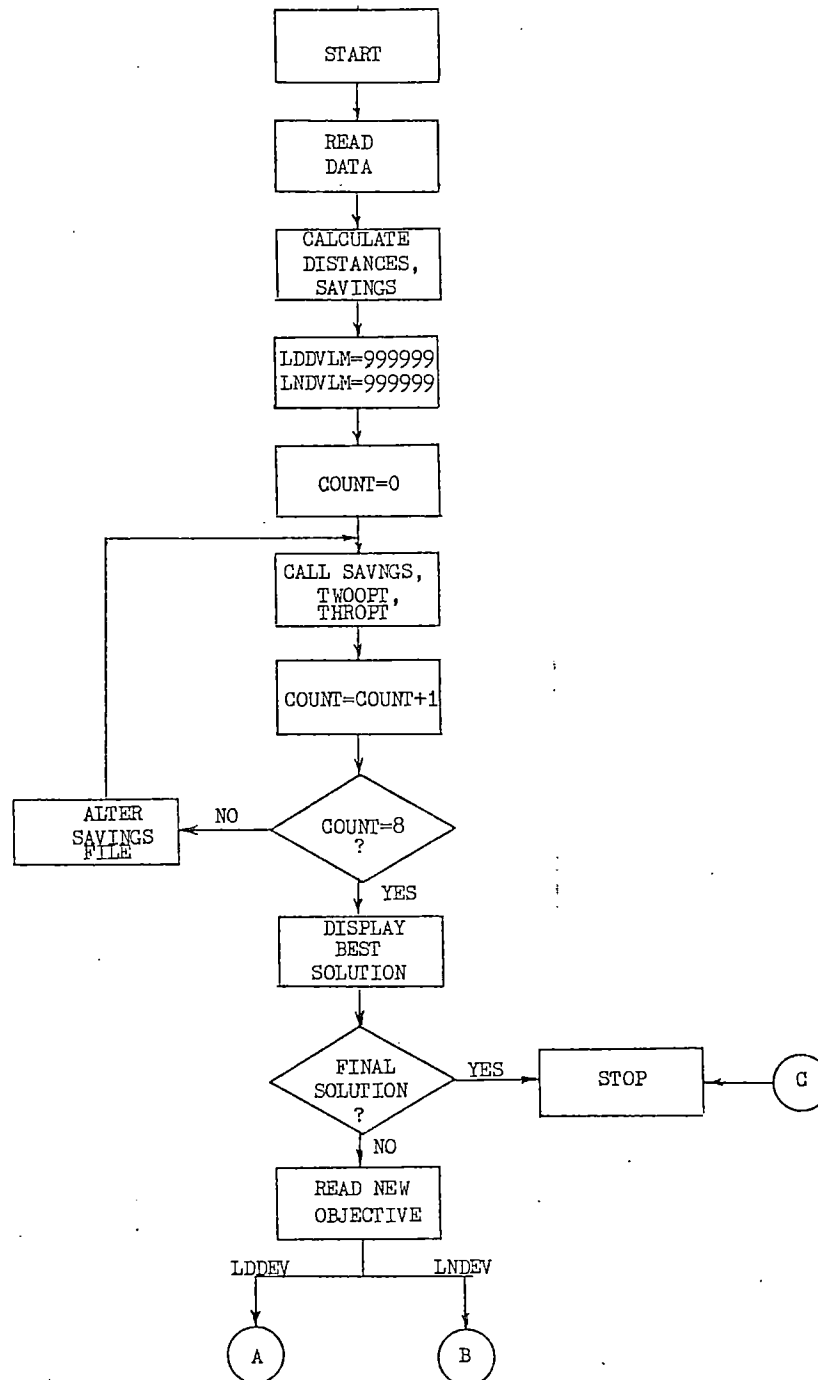 START
READ
DATA
CALCULATE
DISTANCES,
SAVINGS
LDDVLM=999999
LNDVLM=999999
COUNT=0
CALL SAVNGS,
TWOOPT,
THROPT
COUNT=COUNT+1
ALTER
SAVINGS
FILE
NO
COUNT=8
?
YES
DISPLAY
BEST
SOLUTION
FINAL
SOLUTION
?
YES
STOP
C
NO
READ NEW
OBJECTIVE
LDDEV
LNDEV
A
B